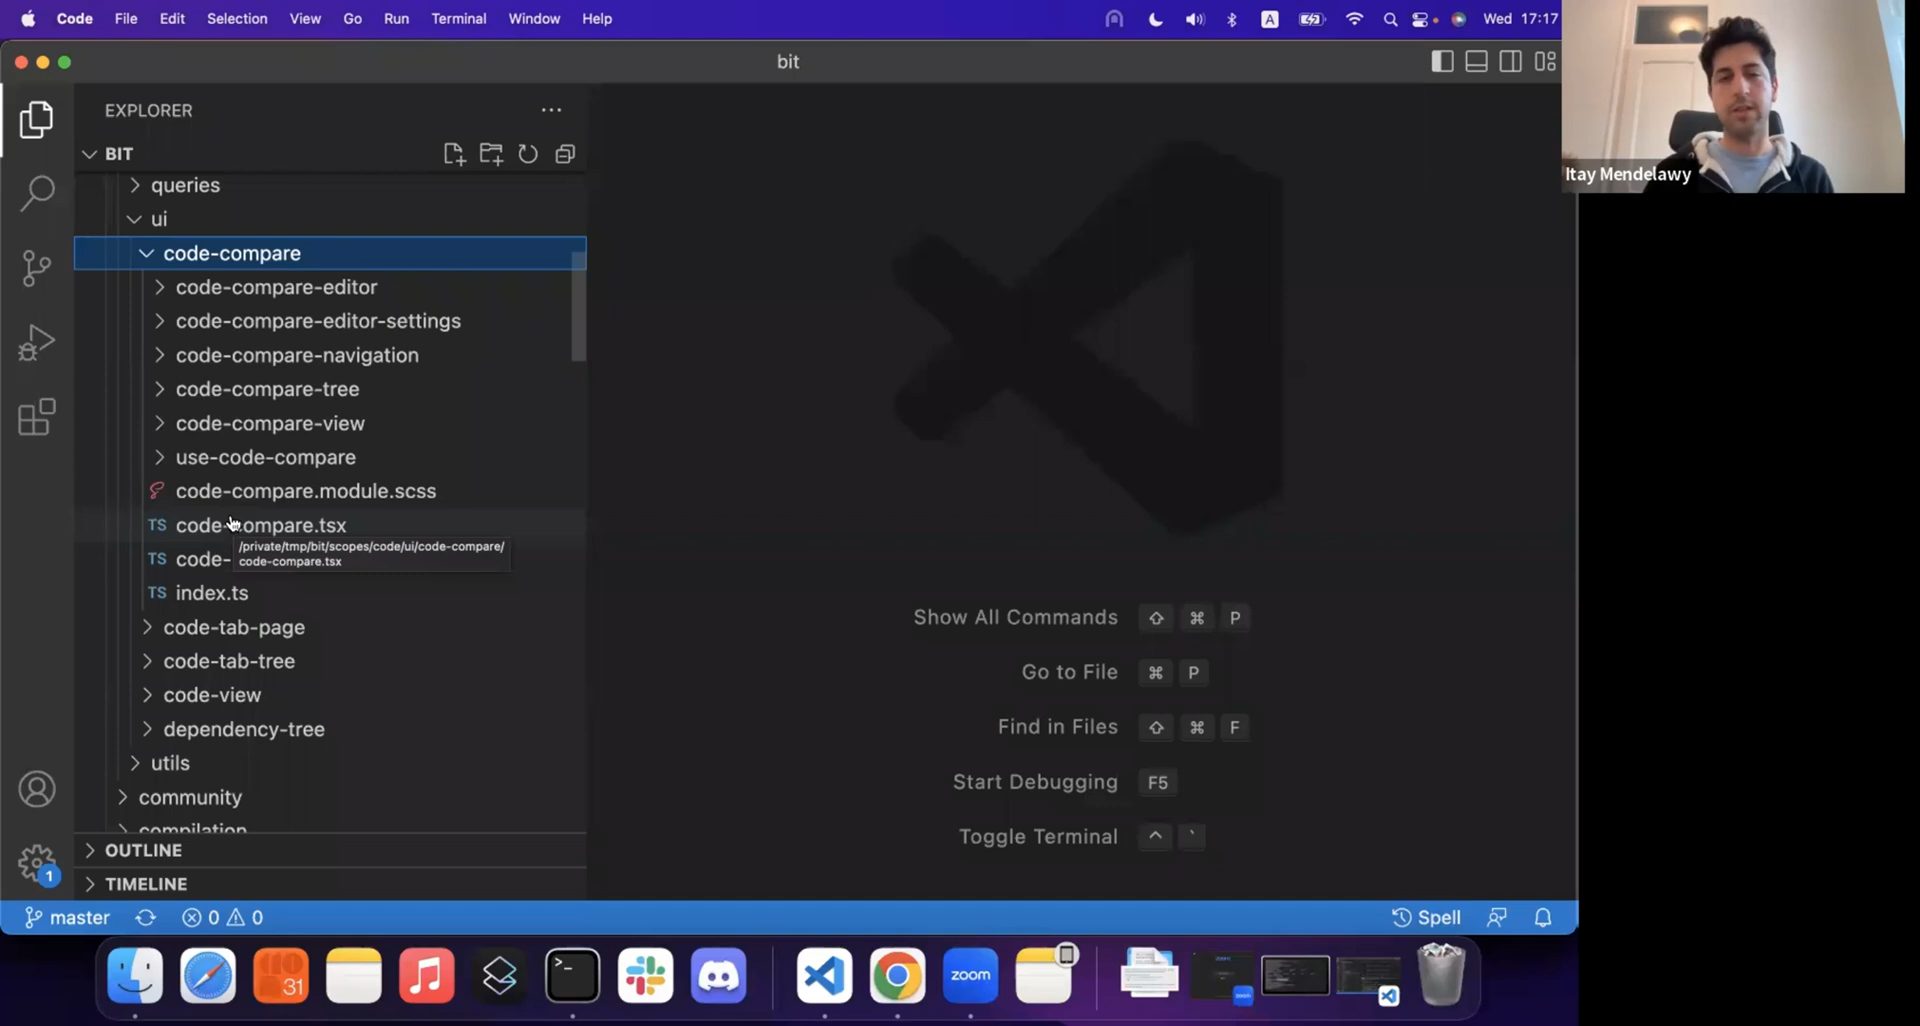 Code File Edit Selection View Go Run Terminal Window Help A Wed 17:17
bit
Itay Mendelawy
EXPLORER
BIT
queries
ui
code-compare
code-compare-editor
code-compare-editor-settings
code-compare-navigation
code-compare-tree
code-compare-view
use-code-compare
code-compare.module.scss
TS code-compare.tsx
/private/tmp/bit/scopes/code/ui/code-compare/
code-compare.tsx
TS code-
TS index.ts
code-tab-page
code-tab-tree
code-view
dependency-tree
utils
community
compilation
OUTLINE
TIMELINE
Show All Commands ⇧ ⌘ P
Go to File ⌘ P
Find in Files ⇧ ⌘ F
Start Debugging F5
Toggle Terminal ^ `
1
master 0 0 Spell
31
zoom
zoom